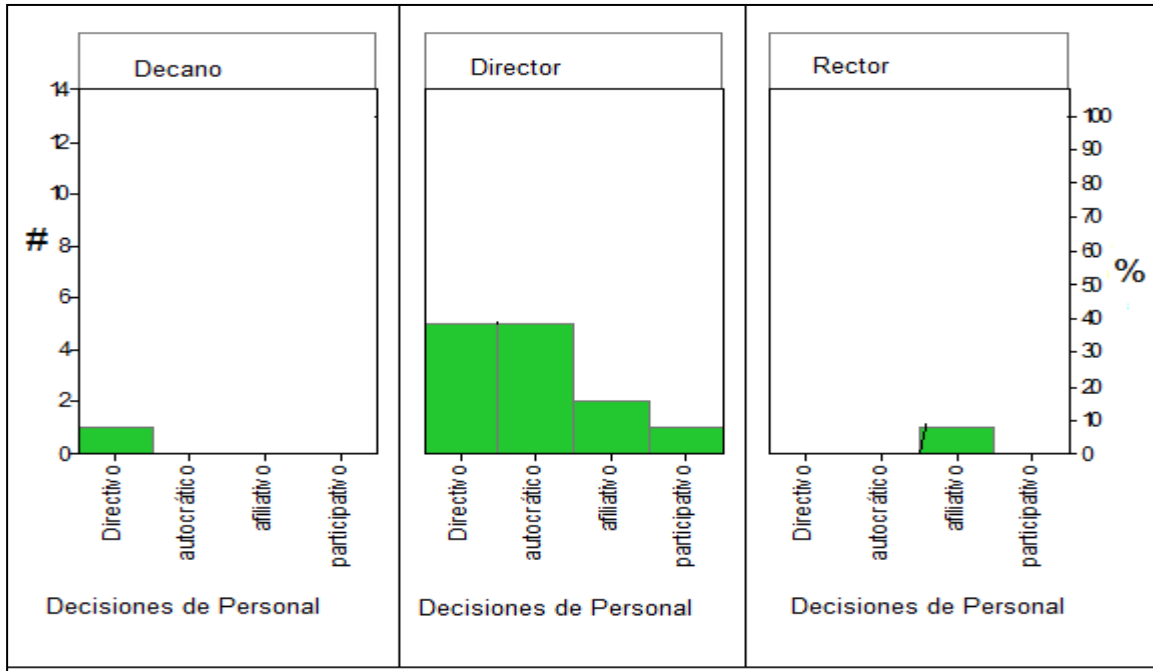 Decano
14
12
10
8
6
4
2
0
#
Directivo
autocrático
afiliativo
participativo
Decisiones de Personal
Director
Directivo
autocrático
afiliativo
participativo
Decisiones de Personal
Rector
100
90
80
70
60
50
40
30
20
10
0
%
Directivo
autocrático
afiliativo
participativo
Decisiones de Personal